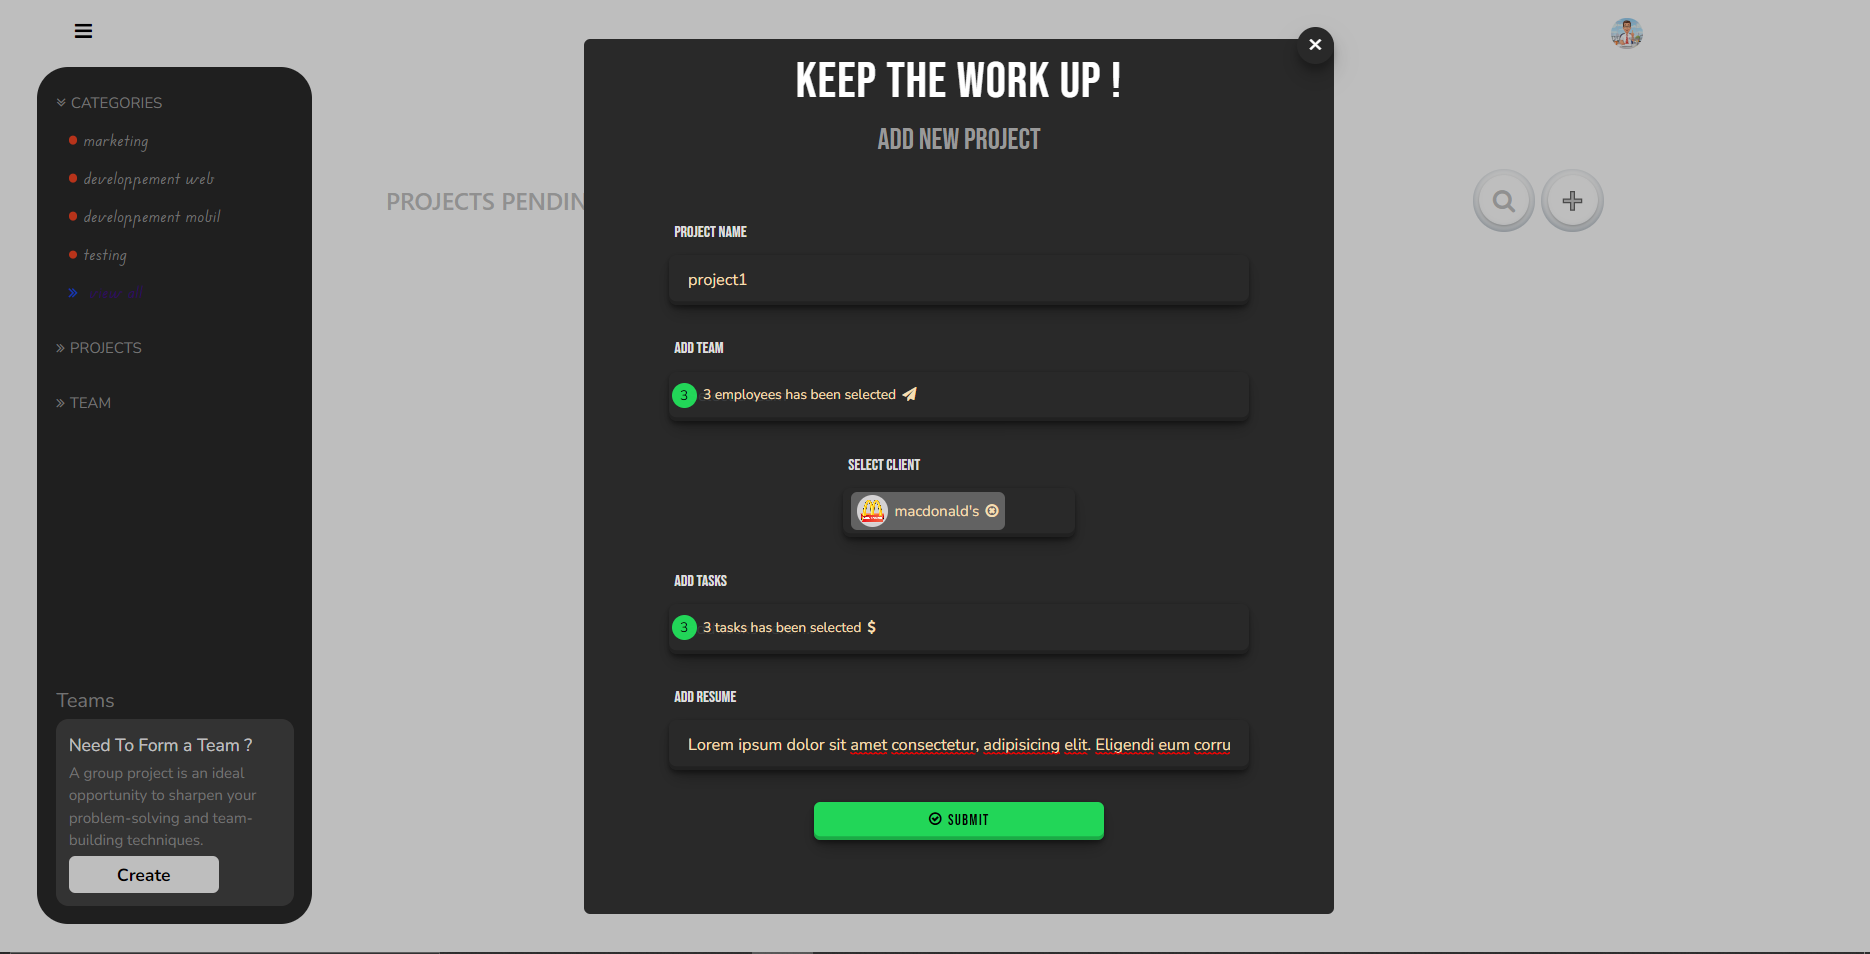 CATEGORIES
marketing
developpement web
developpement mobil
testing
PROJECTS
TEAM
Teams
Need To Form a Team ?
A group project is an ideal
opportunity to sharpen your
problem-solving and team-
building techniques.
Create
PROJECTS PENDIN
KEEP THE WORK UP !
ADD NEW PROJECT
PROJECT NAME
project1
ADD TEAM
3 3 employees has been selected
SELECT CLIENT
macdonald's
ADD TASKS
3 3 tasks has been selected $
ADD RESUME
Lorem ipsum dolor sit amet consectetur, adipisicing elit. Eligendi eum corru
SUBMIT